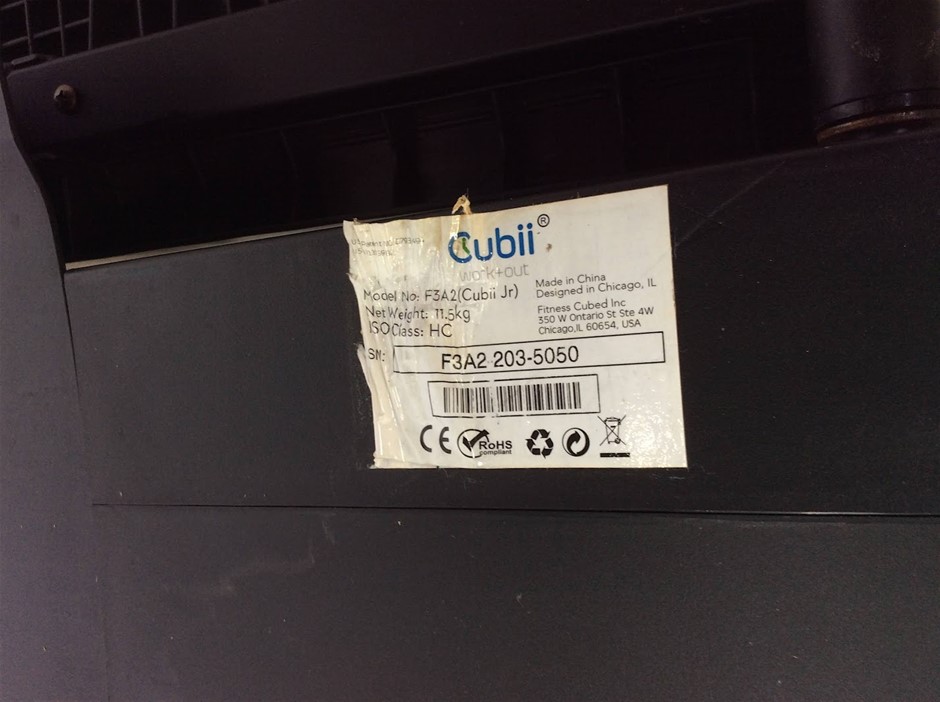 Cubii®
work+out
Model No: F3A2(Cubii Jr)
Net Weight: 11.5kg
ISO Class: HC
Made in China
Designed in Chicago, IL
Fitness Cubed Inc
350 W Ontario St Ste 4W
Chicago,IL 60654, USA
SN: F3A2 203-5050
CE RoHS
compliant